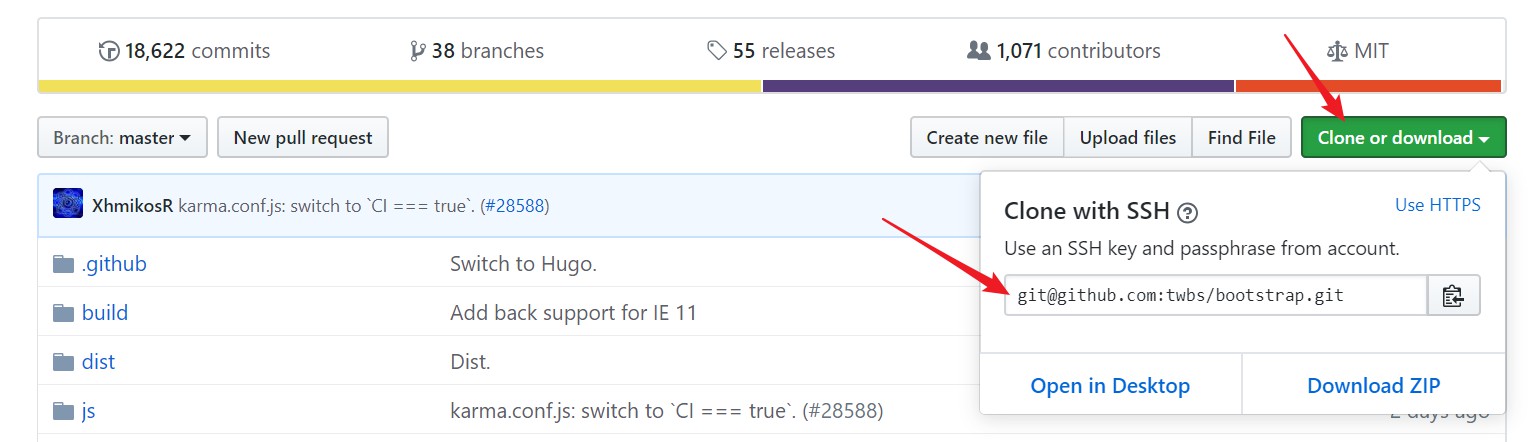 18,622 commits 38 branches 55 releases 1,071 contributors MIT
Branch: master New pull request Create new file Upload files Find File Clone or download
XhmikosR karma.conf.js: switch to `CI === true`. (#28588)
Clone with SSH ? Use HTTPS
Use an SSH key and passphrase from account.
git@github.com:twbs/bootstrap.git
Open in Desktop Download ZIP
.github Switch to Hugo.
build Add back support for IE 11
dist Dist.
js karma.conf.js: switch to `CI === true`. (#28588) 2 days ago